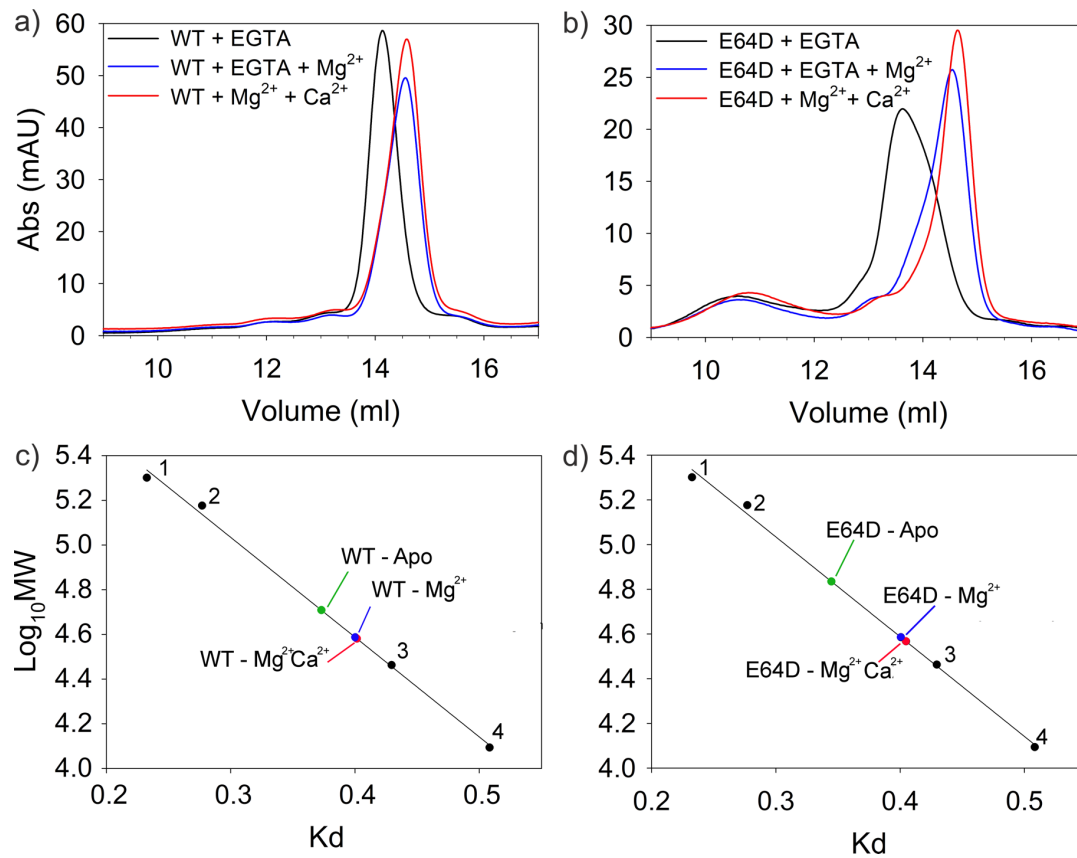 a)
WT + EGTA
WT + EGTA + Mg²⁺
WT + Mg²⁺ + Ca²⁺
60
50
40
30
20
10
0
Abs (mAU)
10 12 14 16
Volume (ml)
b)
E64D + EGTA
E64D + EGTA + Mg²⁺
E64D + Mg²⁺+ Ca²⁺
30
25
20
15
10
5
0
10 12 14 16
Volume (ml)
c)
5.4
5.2
5.0
4.8
4.6
4.4
4.2
4.0
Log₁₀MW
1
2
WT - Apo
WT - Mg²⁺
WT - Mg²⁺Ca²⁺
3
4
0.2 0.3 0.4 0.5
Kd
d)
5.4
5.2
5.0
4.8
4.6
4.4
4.2
4.0
1
2
E64D - Apo
E64D - Mg²⁺
E64D - Mg²⁺Ca²⁺
3
4
0.2 0.3 0.4 0.5
Kd